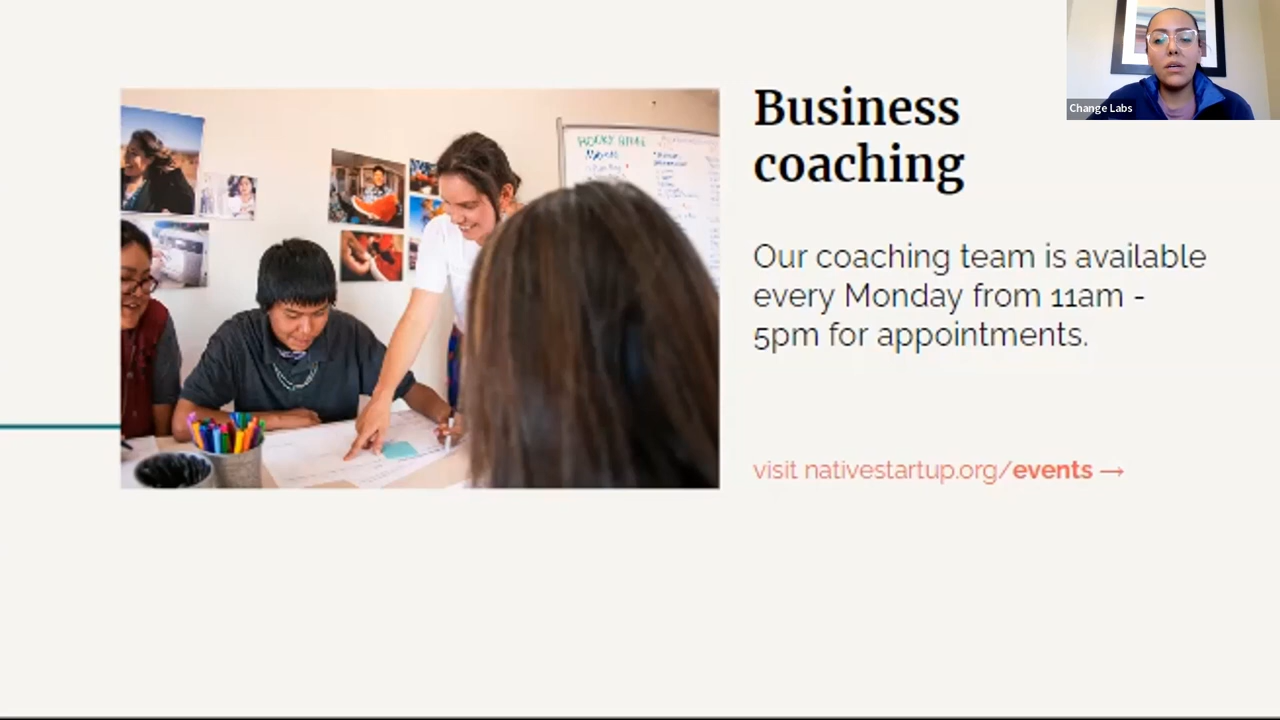 Change Labs
Business
coaching
Our coaching team is available
every Monday from 11am -
5pm for appointments.
visit nativestartup.org/events →